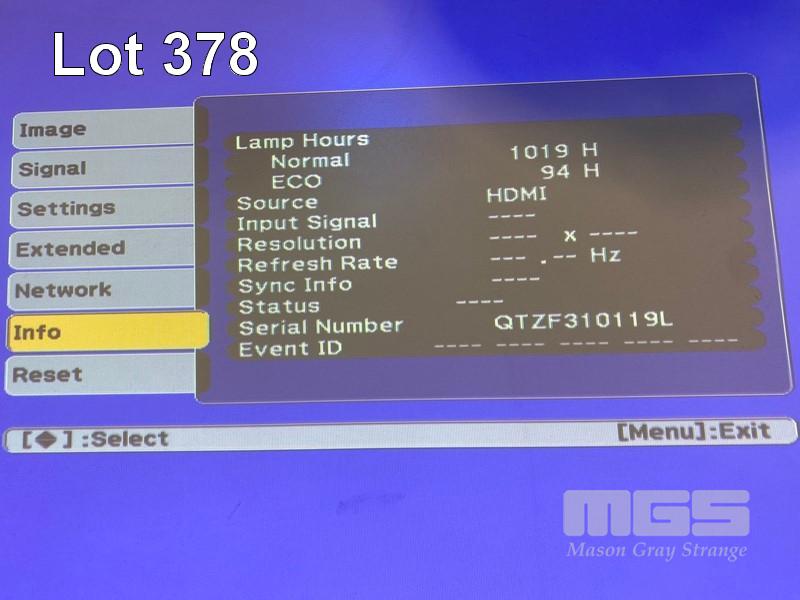 Lot 378
Image
Signal
Settings
Extended
Network
Info
Reset
Lamp Hours
Normal 1019 H
ECO 94 H
Source HDMI
Input Signal ----
Resolution ---- x ----
Refresh Rate --- .-- Hz
Sync Info ----
Status ----
Serial Number QTZF310119L
Event ID ---- ---- ---- ---- ----
[◆] :Select [Menu]:Exit
MGS
Mason Gray Strange